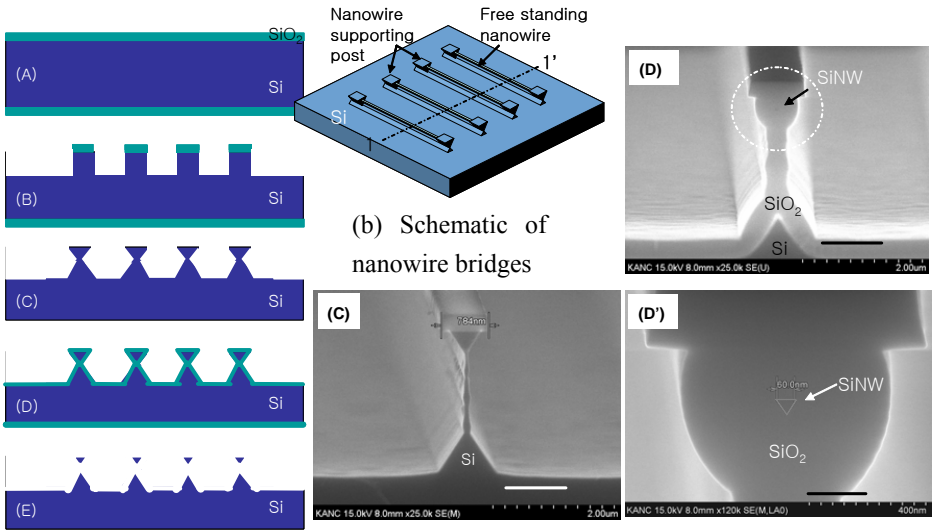 SiO2
(A)
Si
(B)
Si
(C)
Si
(D)
Si
(E)
Si
Nanowire
supporting
post
Free standing
nanowire
1'
Si
1
(b) Schematic of
nanowire bridges
(C)
784nm
Si
KANC 15.0kV 8.0mm x25.0k SE(M)
2.00um
(D)
SiNW
SiO2
Si
KANC 15.0kV 8.0mm x25.0k SE(U)
2.00um
(D')
60.0nm
SiNW
SiO2
KANC 15.0kV 8.0mm x120k SE(M,LA0)
400nm